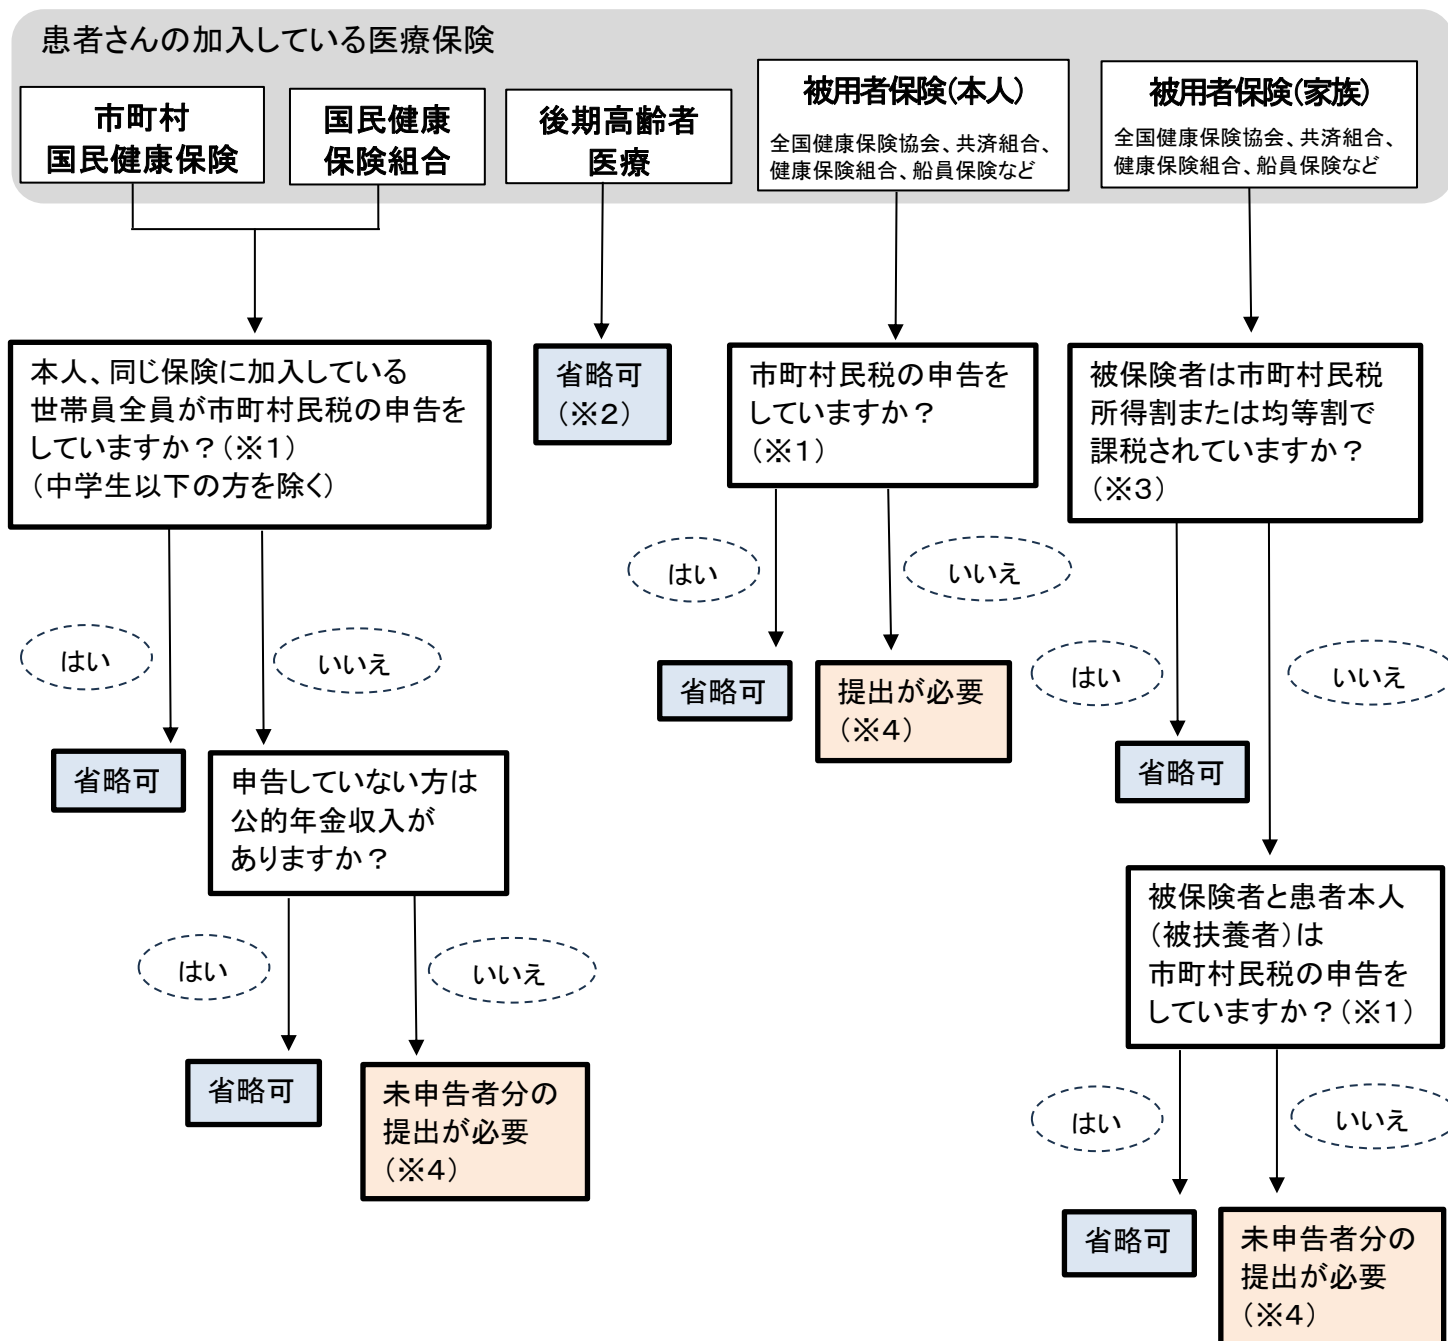 患者さんの加入している医療保険
市町村
国民健康保険
国民健康
保険組合
後期高齢者
医療
被用者保険(本人)
全国健康保険協会、共済組合、
健康保険組合、船員保険など
被用者保険(家族)
全国健康保険協会、共済組合、
健康保険組合、船員保険など
本人、同じ保険に加入している
世帯員全員が市町村民税の申告を
していますか？(※1)
(中学生以下の方を除く)
省略可
(※2)
市町村民税の申告を
していますか？
(※1)
被保険者は市町村民税
所得割または均等割で
課税されていますか？
(※3)
はい
いいえ
はい
いいえ
はい
いいえ
省略可
提出が必要
(※4)
省略可
申告していない方は
公的年金収入が
ありますか？
省略可
はい
いいえ
被保険者と患者本人
(被扶養者)は
市町村民税の申告を
していますか？(※1)
省略可
未申告者分の
提出が必要
(※4)
はい
いいえ
省略可
未申告者分の
提出が必要
(※4)